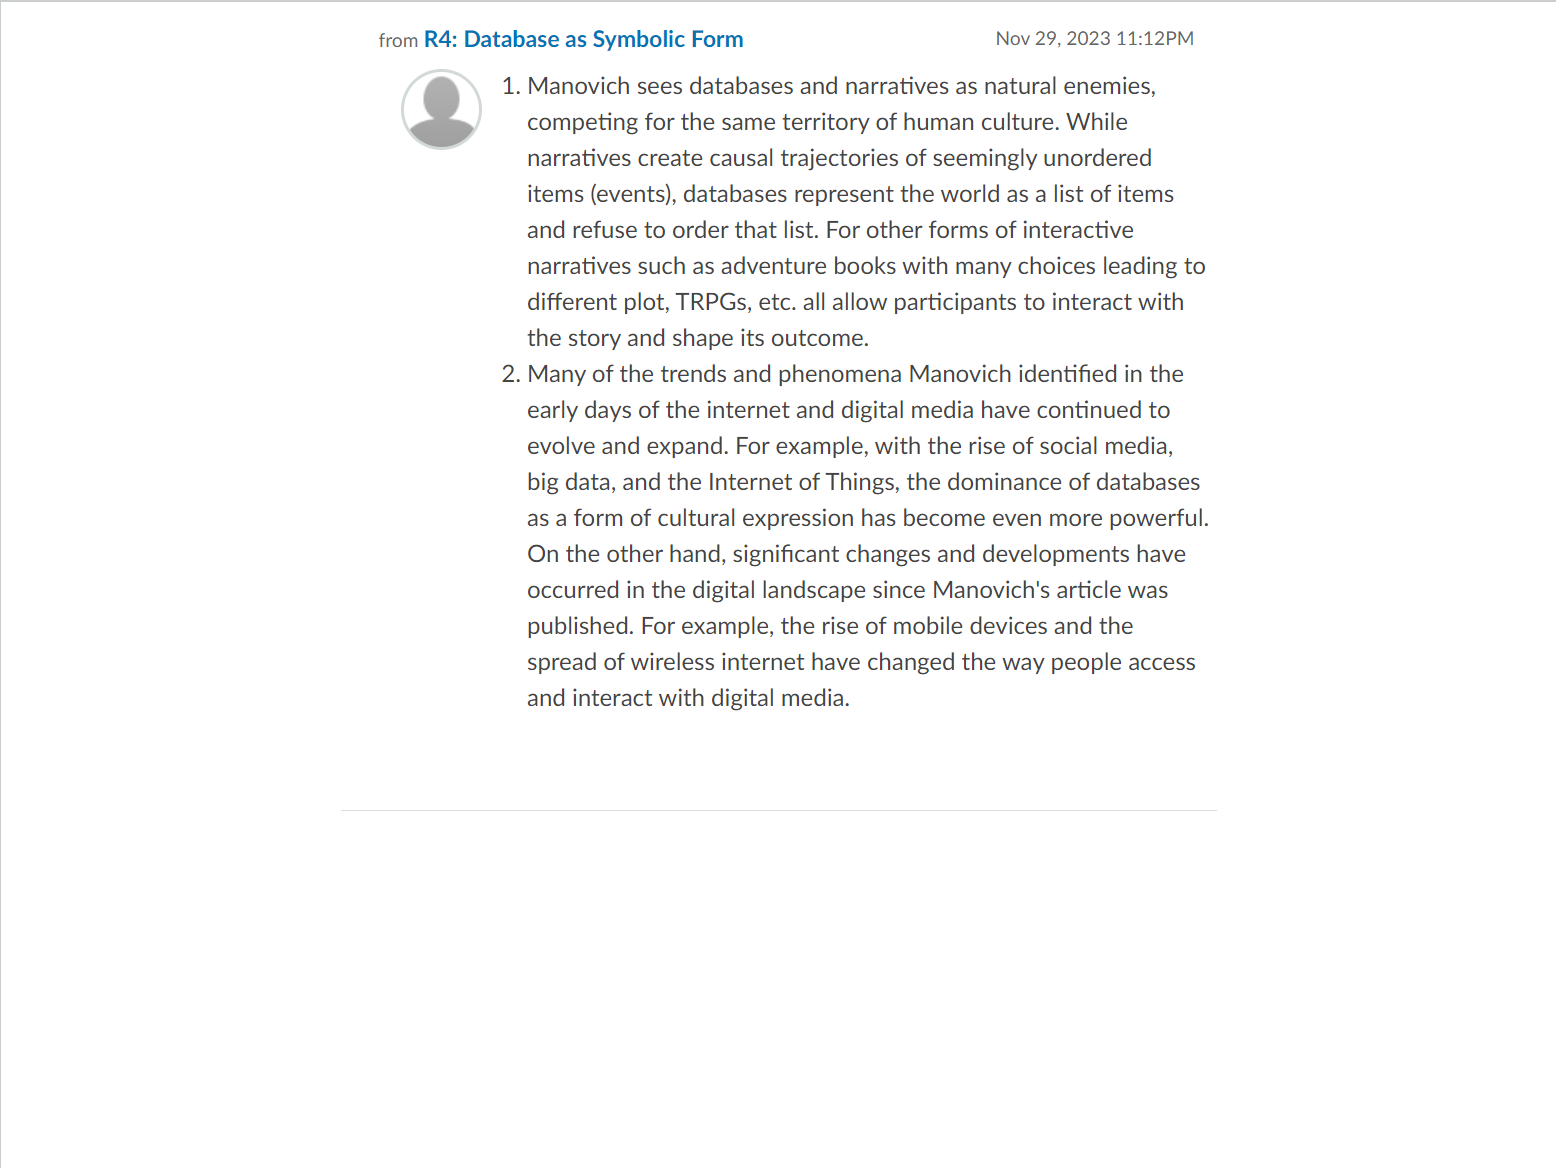 from R4: Database as Symbolic Form
Nov 29, 2023 11:12PM
1. Manovich sees databases and narratives as natural enemies,
competing for the same territory of human culture. While
narratives create causal trajectories of seemingly unordered
items (events), databases represent the world as a list of items
and refuse to order that list. For other forms of interactive
narratives such as adventure books with many choices leading to
different plot, TRPGs, etc. all allow participants to interact with
the story and shape its outcome.
2. Many of the trends and phenomena Manovich identified in the
early days of the internet and digital media have continued to
evolve and expand. For example, with the rise of social media,
big data, and the Internet of Things, the dominance of databases
as a form of cultural expression has become even more powerful.
On the other hand, significant changes and developments have
occurred in the digital landscape since Manovich's article was
published. For example, the rise of mobile devices and the
spread of wireless internet have changed the way people access
and interact with digital media.